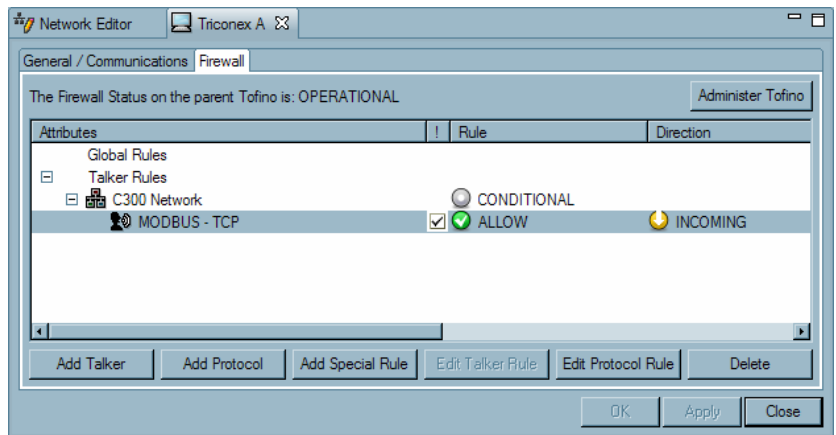 Network Editor Triconex A
General / Communications Firewall
The Firewall Status on the parent Tofino is: OPERATIONAL Administer Tofino
Attributes ! Rule Direction
Global Rules
Talker Rules
C300 Network CONDITIONAL
MODBUS - TCP ALLOW INCOMING
Add Talker Add Protocol Add Special Rule Edit Talker Rule Edit Protocol Rule Delete
OK Apply Close